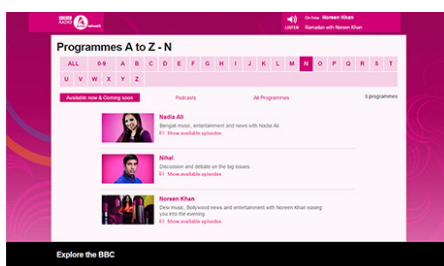 BBC
RADIO
network
LISTEN
On Now : Noreen Khan
Ramadan with Noreen Khan
Programmes A to Z - N
ALL 0-9 A B C D E F G H I J K L M N O P Q R S T
U V W X Y Z
Available now & Coming soon Podcasts All Programmes 3 programmes
Nadia Ali
Bengali music, entertainment and news with Nadia Ali.
Show available episodes
Nihal
Discussion and debate on the big issues.
Show available episodes
Noreen Khan
Desi music, Bollywood news and entertainment with Noreen Khan easing
you into the evening.
Show available episodes
Explore the BBC